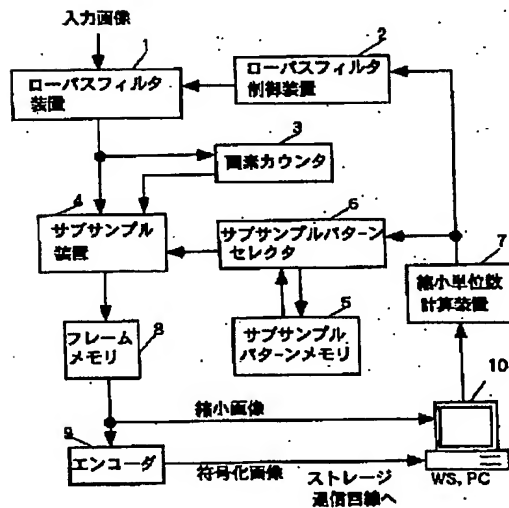 入力画像
1
ローパスフィルタ
装置
2
ローパスフィルタ
制御装置
3
画素カウンタ
4
サブサンプル
装置
6
サブサンプルパターン
セレクタ
7
縮小単位数
計算装置
5
サブサンプル
パターンメモリ
フレーム
メモリ
8
縮小画像
10
9
エンコーダ
符号化画像
ストレージ
通信回線へ
WS, PC